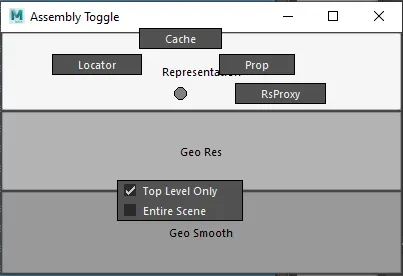 Assembly Toggle
Cache
Locator
Prop
Representation
RsProxy
Geo Res
Top Level Only
Entire Scene
Geo Smooth